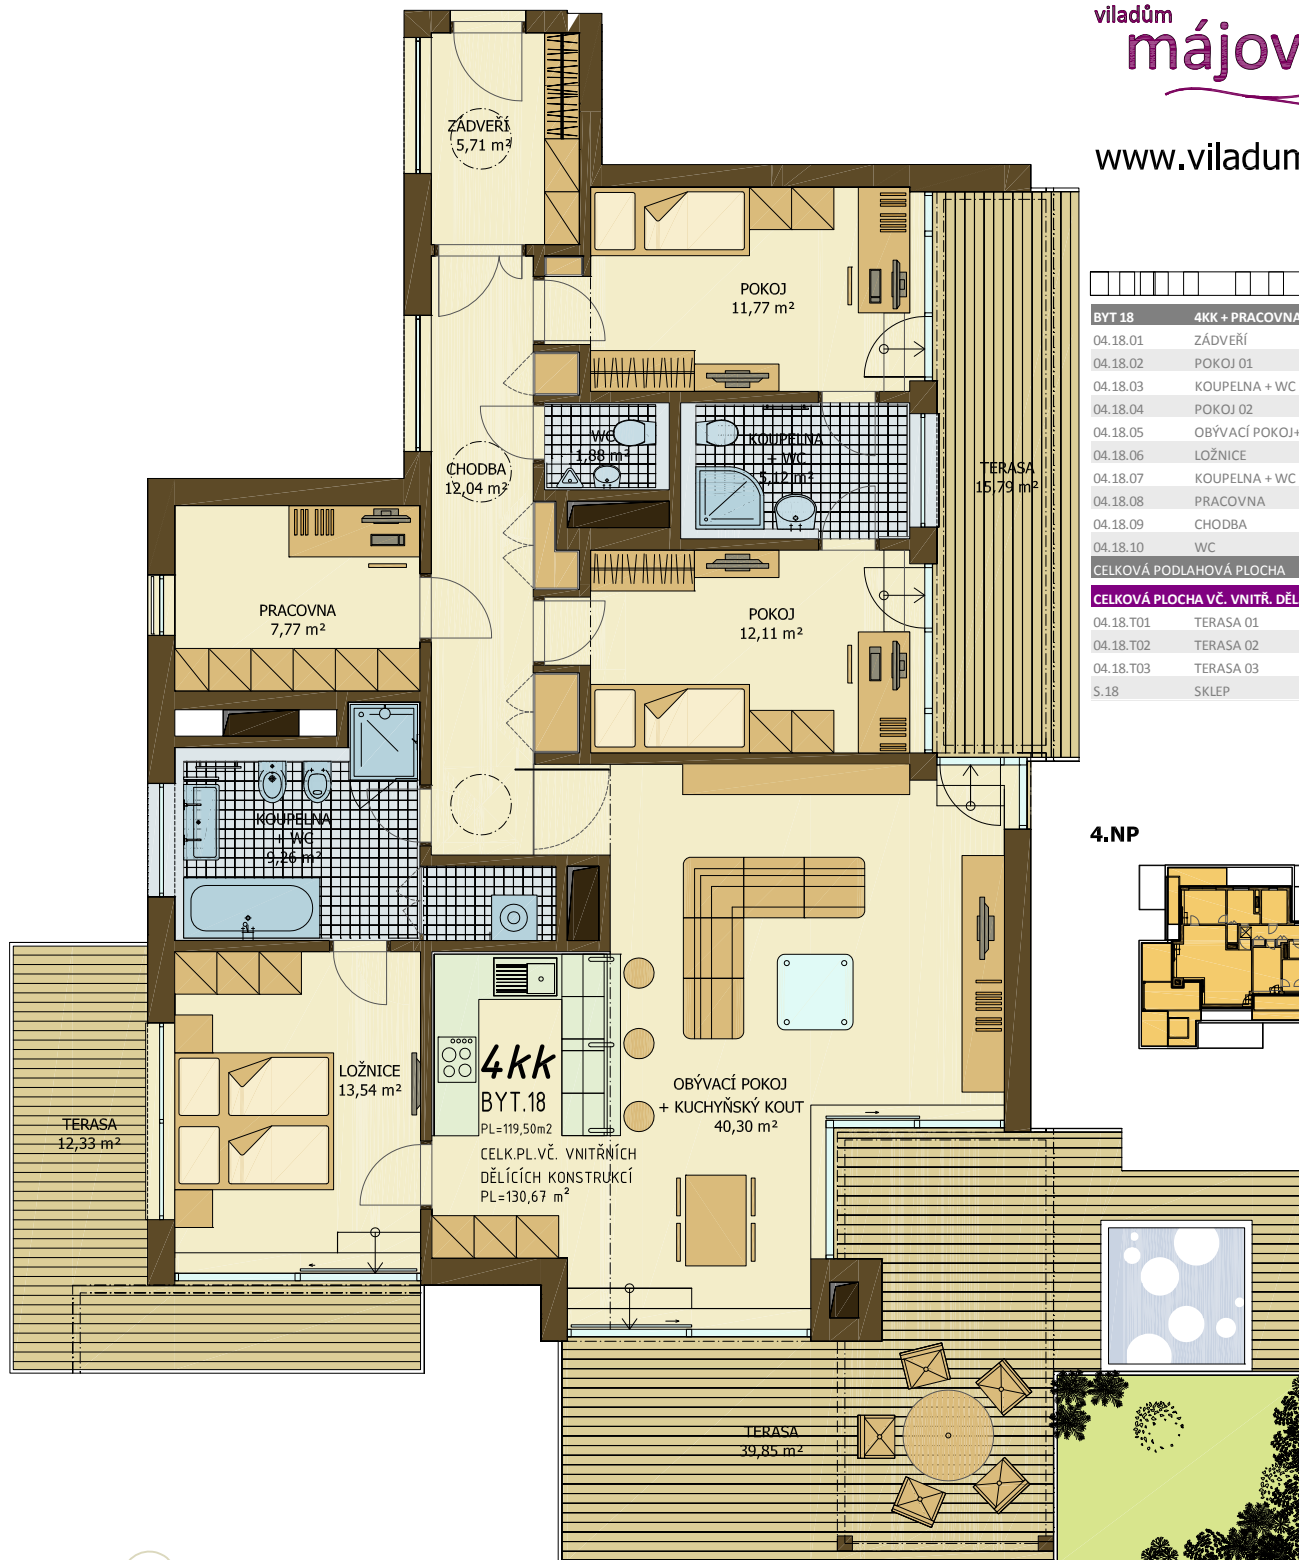 viladům
májov
www.viladum
ZÁDVEŘÍ
5,71 m²
POKOJ
11,77 m²
BYT 18 4KK + PRACOVNA
04.18.01 ZÁDVEŘÍ
04.18.02 POKOJ 01
04.18.03 KOUPELNA + WC
04.18.04 POKOJ 02
04.18.05 OBÝVACÍ POKOJ+
04.18.06 LOŽNICE
04.18.07 KOUPELNA + WC
04.18.08 PRACOVNA
04.18.09 CHODBA
04.18.10 WC
CELKOVÁ PODLAHOVÁ PLOCHA
CELKOVÁ PLOCHA VČ. VNITŘ. DĚL
04.18.T01 TERASA 01
04.18.T02 TERASA 02
04.18.T03 TERASA 03
S.18 SKLEP
WC
1,88 m²
KOUPELNA
+ WC
5,12 m²
CHODBA
12,04 m²
TERASA
15,79 m²
PRACOVNA
7,77 m²
POKOJ
12,11 m²
KOUPELNA
+ WC
9,26 m²
4.NP
LOŽNICE
13,54 m²
TERASA
12,33 m²
4kk
BYT.18
PL=119,50m2
CELK.PL.VČ. VNITŘNÍCH
DĚLÍCÍCH KONSTRUKCÍ
PL=130,67 m²
OBÝVACÍ POKOJ
+ KUCHYŇSKÝ KOUT
40,30 m²
TERASA
39,85 m²